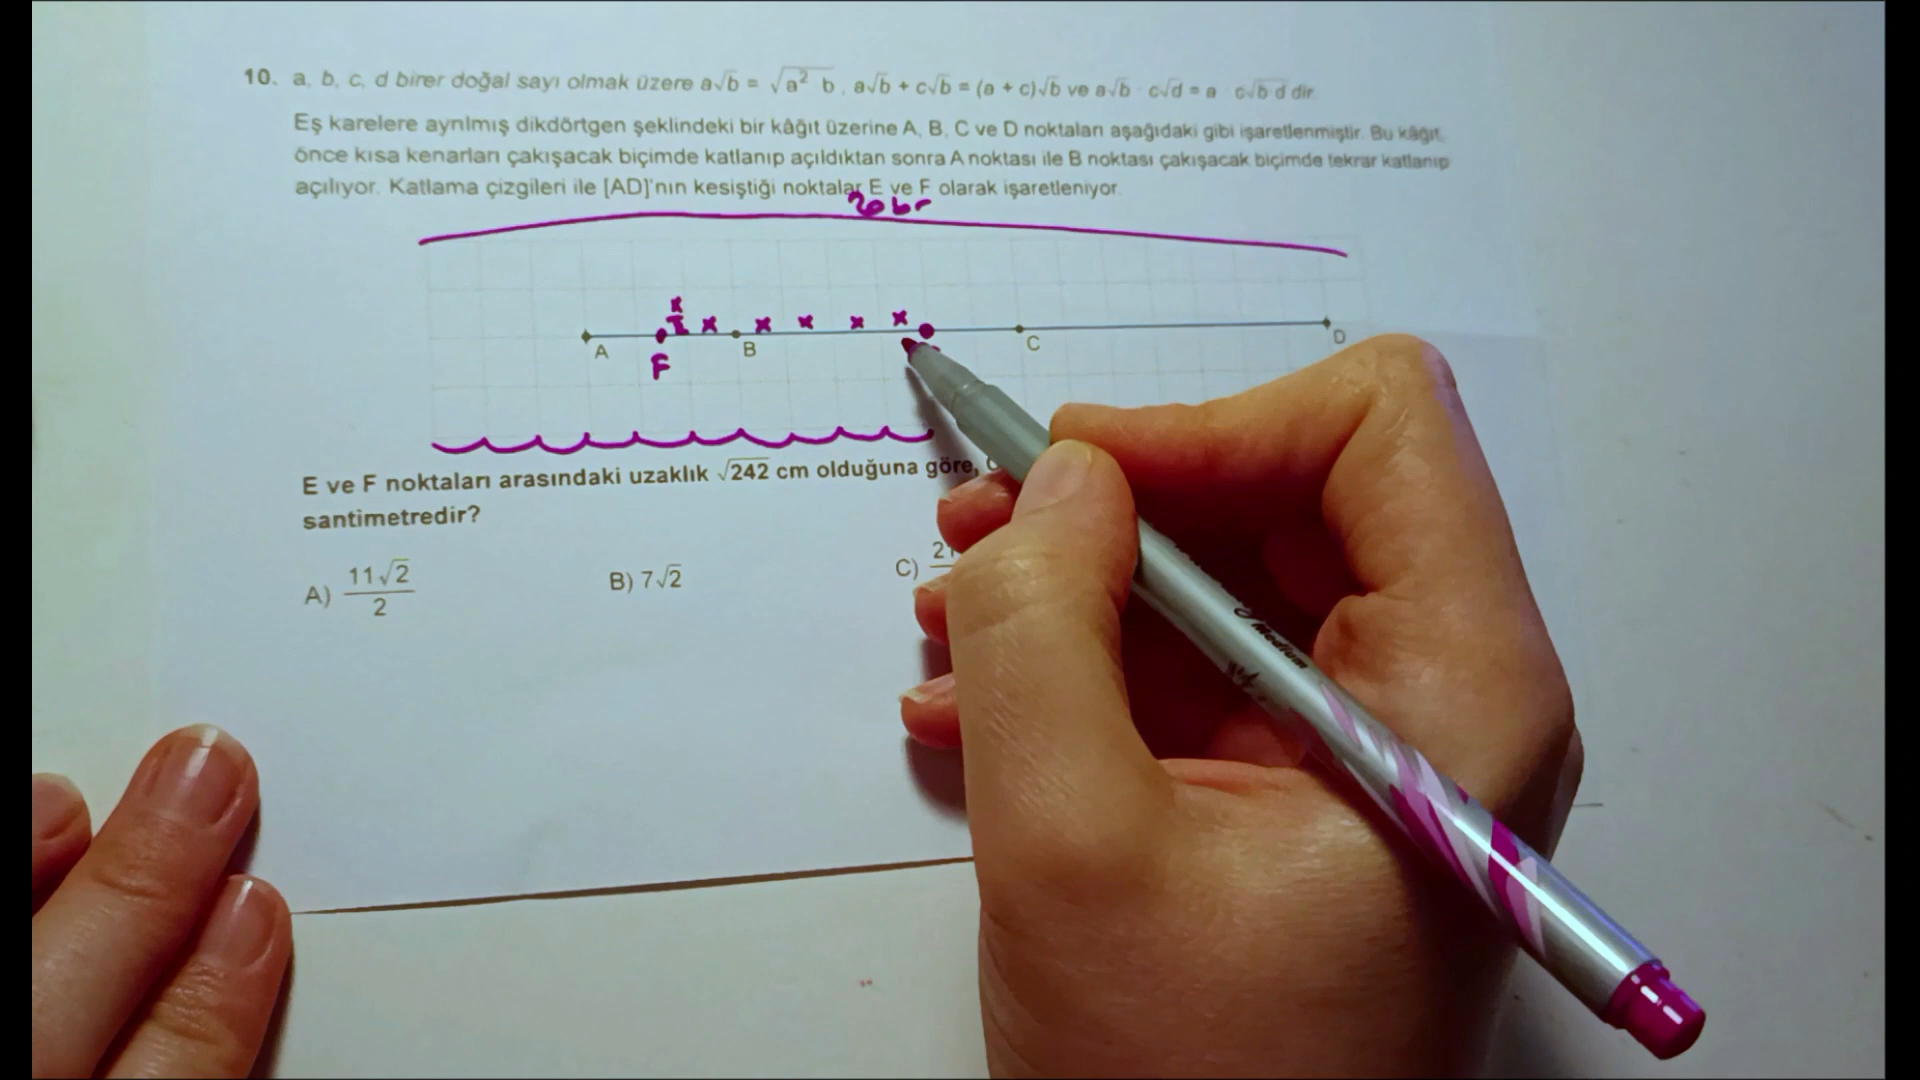 10. a, b, c, d birer doğal sayı olmak üzere a√b = √a² b , a√b + c√b = (a + c)√b ve a√b · c√d = a · c√b d dir.
Eş karelere ayrılmış dikdörtgen şeklindeki bir kâğıt üzerine A, B, C ve D noktaları aşağıdaki gibi işaretlenmiştir. Bu kâğıt,
önce kısa kenarları çakışacak biçimde katlanıp açıldıktan sonra A noktası ile B noktası çakışacak biçimde tekrar katlanıp
açılıyor. Katlama çizgileri ile [AD]'nın kesiştiği noktalar E ve F olarak işaretleniyor.
br
x
x x x x x
A B C D
F
E ve F noktaları arasındaki uzaklık √242 cm olduğuna göre,
santimetredir?
A) 11√2/2 B) 7√2 C)
Medium